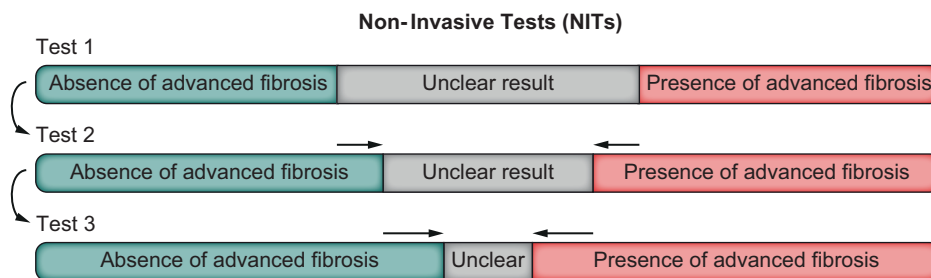 Non-Invasive Tests (NITs)
Test 1
Absence of advanced fibrosis Unclear result Presence of advanced fibrosis
Test 2
Absence of advanced fibrosis Unclear result Presence of advanced fibrosis
Test 3
Absence of advanced fibrosis Unclear Presence of advanced fibrosis